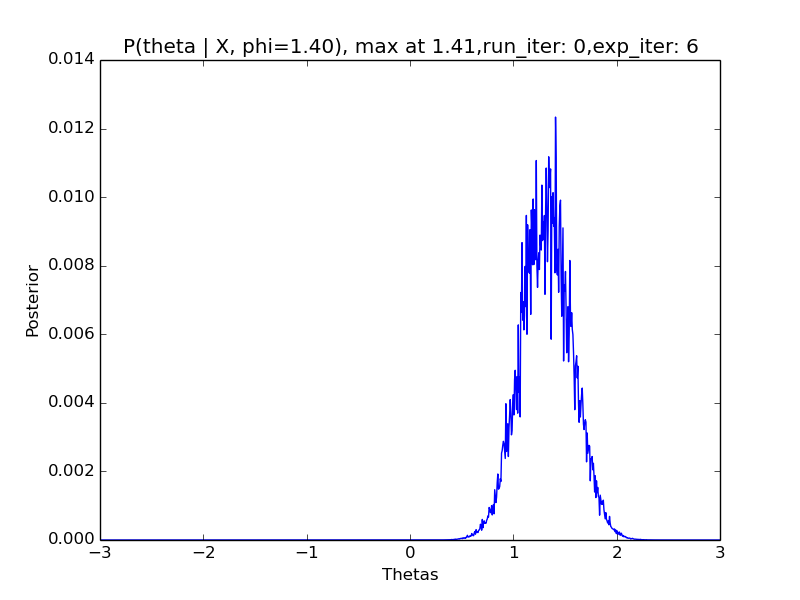 P(theta | X, phi=1.40), max at 1.41,run_iter: 0,exp_iter: 6
0.014
0.012
0.010
0.008
0.006
0.004
0.002
0.000
Posterior
−3 −2 −1 0 1 2 3
Thetas